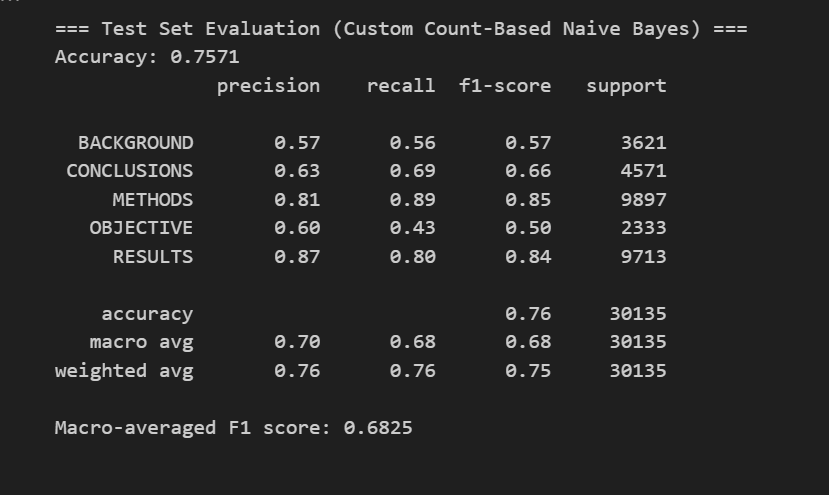 === Test Set Evaluation (Custom Count-Based Naive Bayes) ===
Accuracy: 0.7571
precision recall f1-score support
BACKGROUND 0.57 0.56 0.57 3621
CONCLUSIONS 0.63 0.69 0.66 4571
METHODS 0.81 0.89 0.85 9897
OBJECTIVE 0.60 0.43 0.50 2333
RESULTS 0.87 0.80 0.84 9713
accuracy 0.76 30135
macro avg 0.70 0.68 0.68 30135
weighted avg 0.76 0.76 0.75 30135
Macro-averaged F1 score: 0.6825